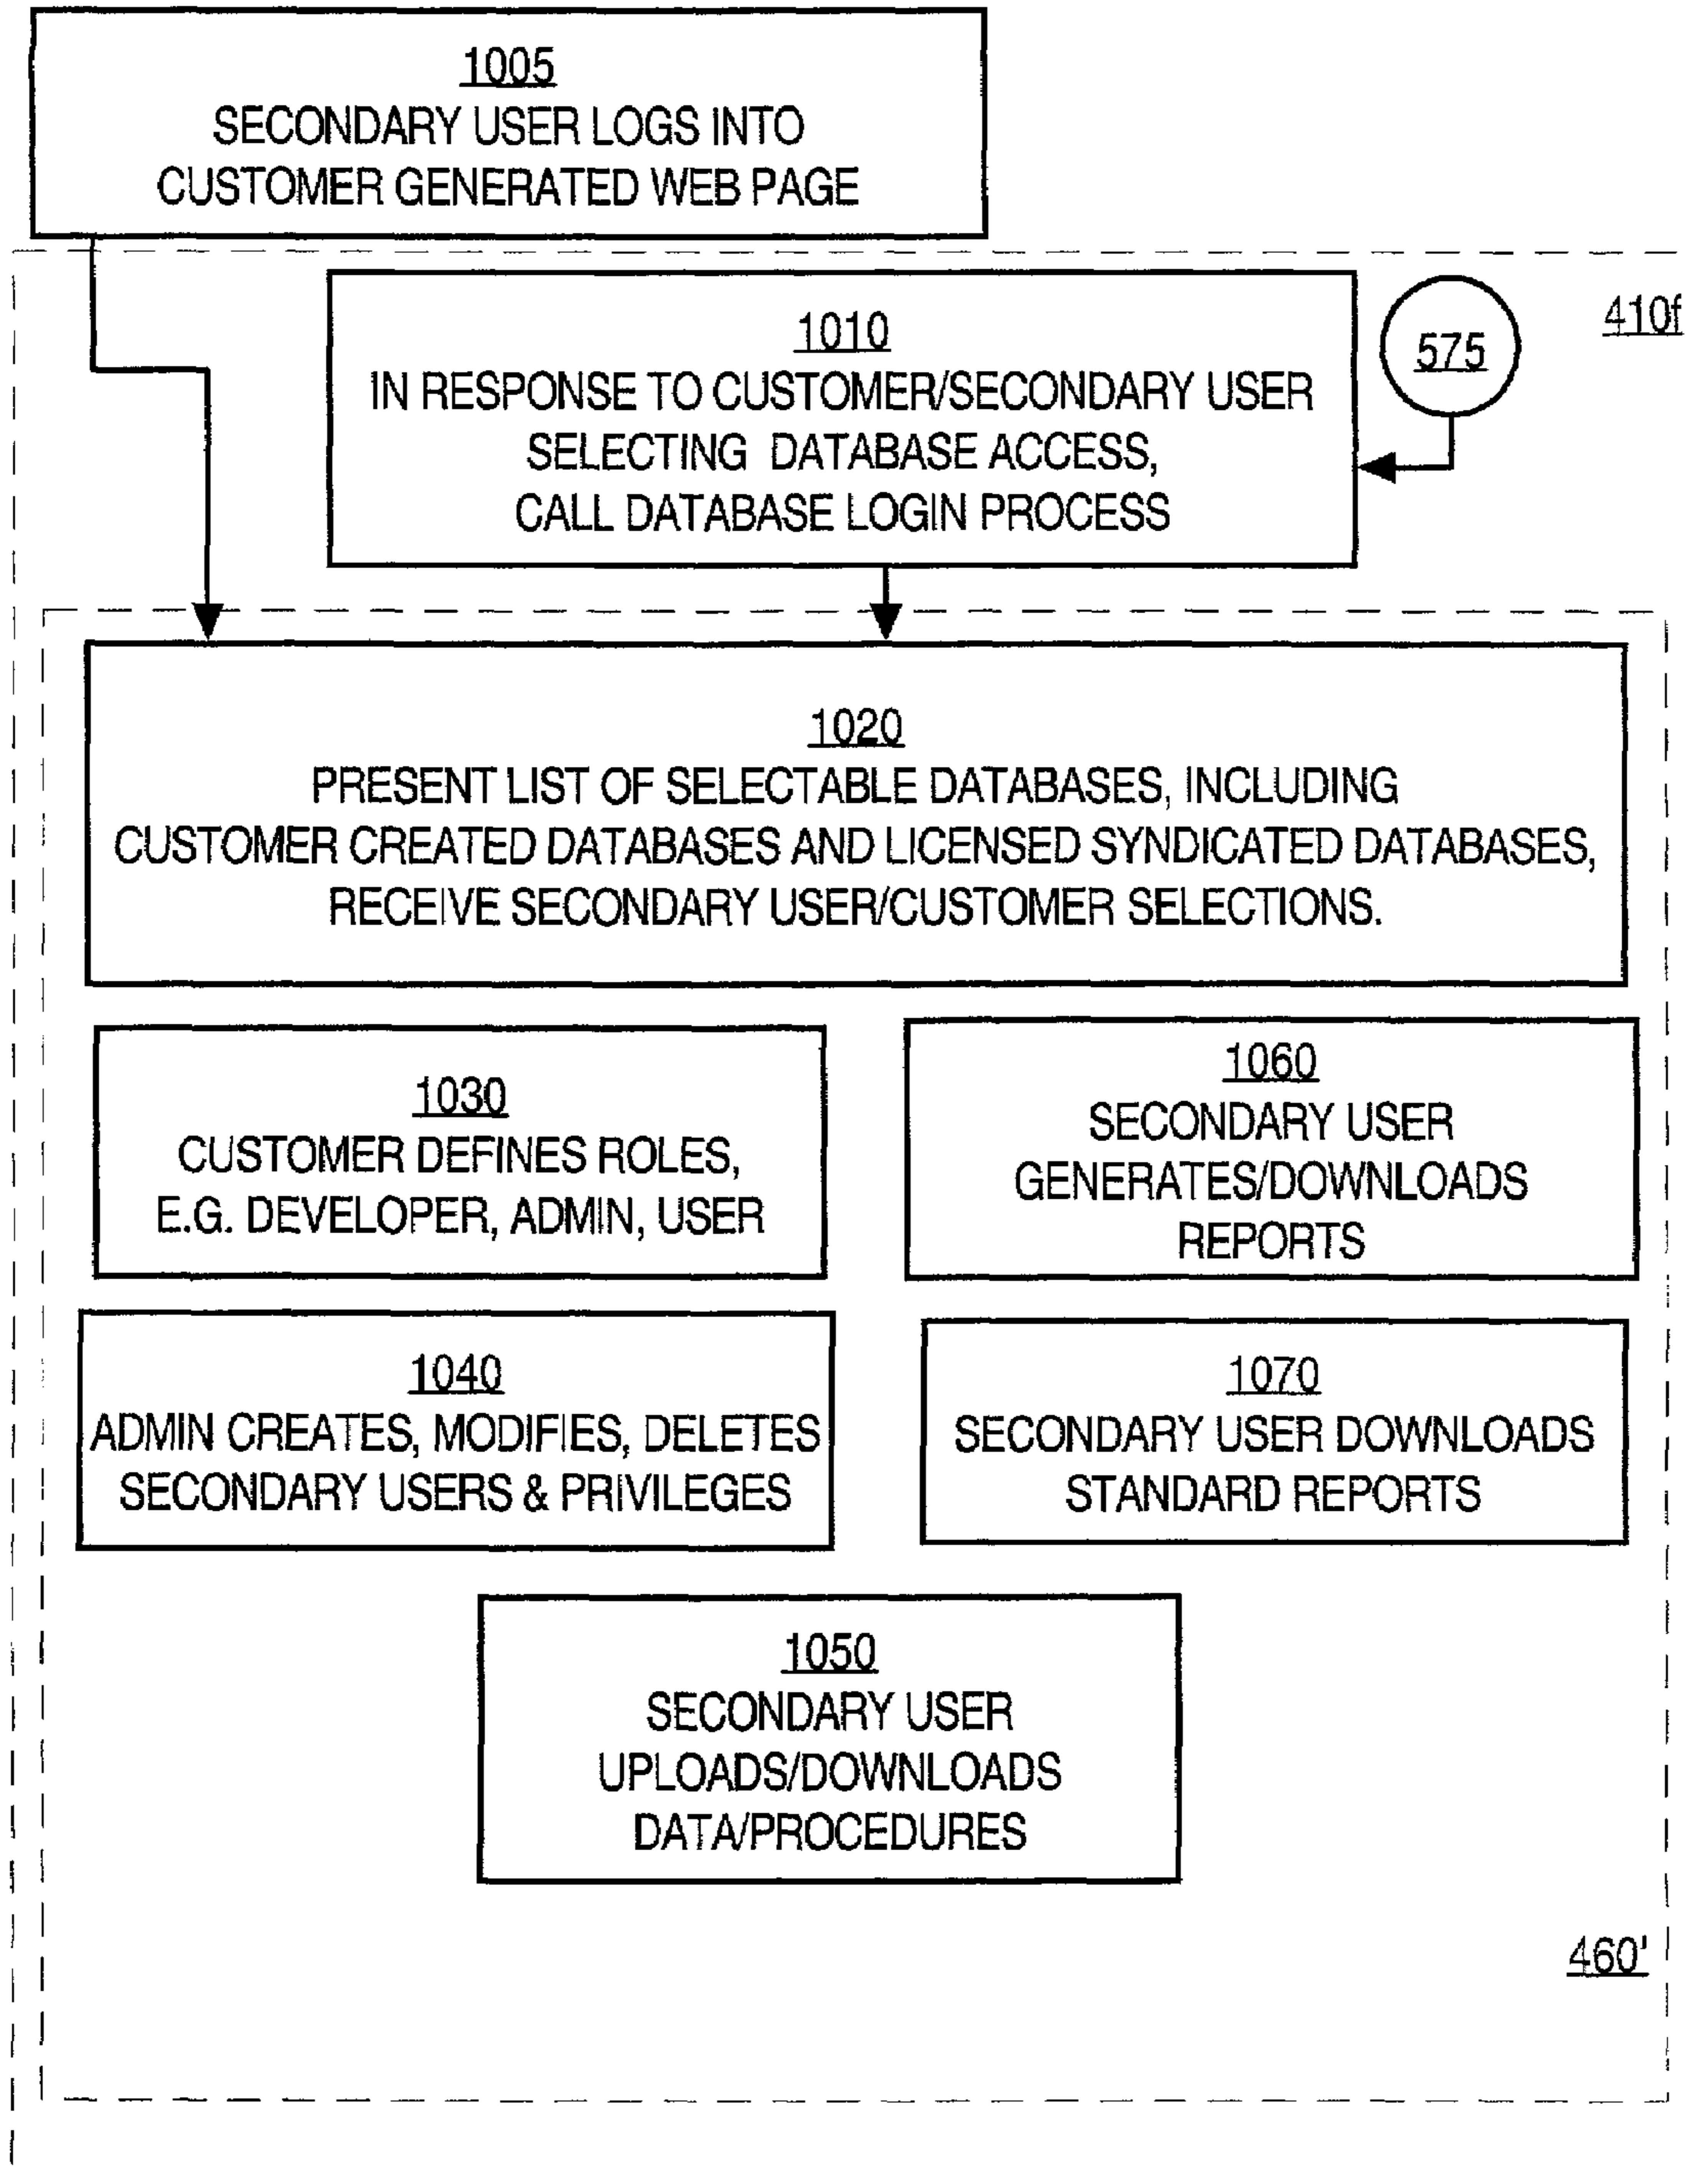 1005
SECONDARY USER LOGS INTO
CUSTOMER GENERATED WEB PAGE
410f
1010
IN RESPONSE TO CUSTOMER/SECONDARY USER
SELECTING DATABASE ACCESS,
CALL DATABASE LOGIN PROCESS
575
1020
PRESENT LIST OF SELECTABLE DATABASES, INCLUDING
CUSTOMER CREATED DATABASES AND LICENSED SYNDICATED DATABASES,
RECEIVE SECONDARY USER/CUSTOMER SELECTIONS.
1030
CUSTOMER DEFINES ROLES,
E.G. DEVELOPER, ADMIN, USER
1060
SECONDARY USER
GENERATES/DOWNLOADS
REPORTS
1040
ADMIN CREATES, MODIFIES, DELETES
SECONDARY USERS & PRIVILEGES
1070
SECONDARY USER DOWNLOADS
STANDARD REPORTS
1050
SECONDARY USER
UPLOADS/DOWNLOADS
DATA/PROCEDURES
460'